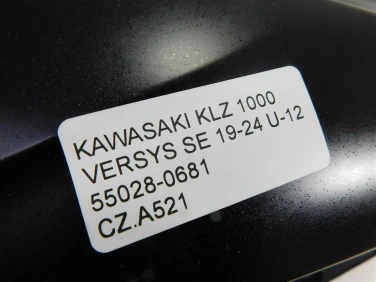 KAWASAKI KLZ 1000
VERSYS SE 19-24 U-12
55028-0681
CZ.A521